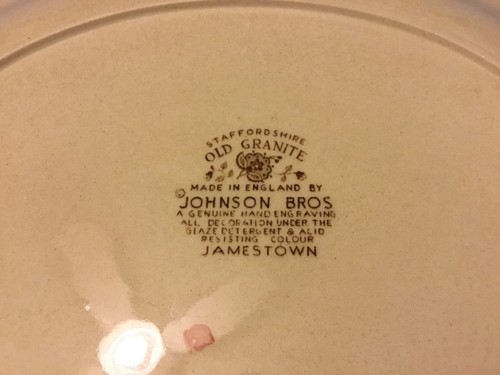 STAFFORDSHIRE
OLD GRANITE
MADE IN ENGLAND BY
©JOHNSON BROS
A GENUINE HAND ENGRAVING
ALL DECORATION UNDER THE
GLAZE DETERGENT & ACID
RESISTING COLOUR
JAMESTOWN